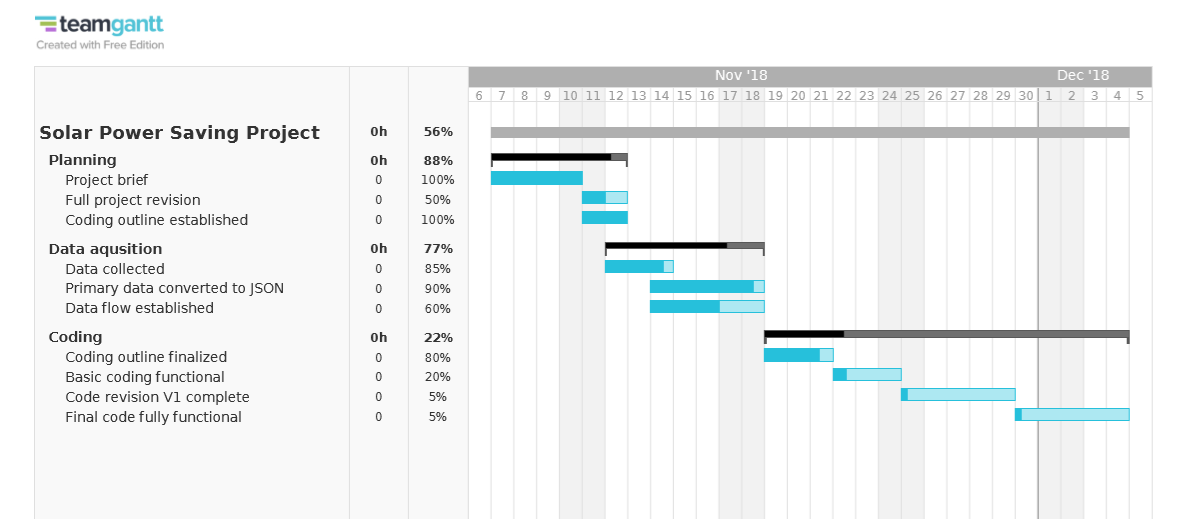 teamgantt
Created with Free Edition
Nov '18 Dec '18
6 7 8 9 10 11 12 13 14 15 16 17 18 19 20 21 22 23 24 25 26 27 28 29 30 1 2 3 4 5
Solar Power Saving Project 0h 56%
Planning 0h 88%
Project brief 0 100%
Full project revision 0 50%
Coding outline established 0 100%
Data aqusition 0h 77%
Data collected 0 85%
Primary data converted to JSON 0 90%
Data flow established 0 60%
Coding 0h 22%
Coding outline finalized 0 80%
Basic coding functional 0 20%
Code revision V1 complete 0 5%
Final code fully functional 0 5%